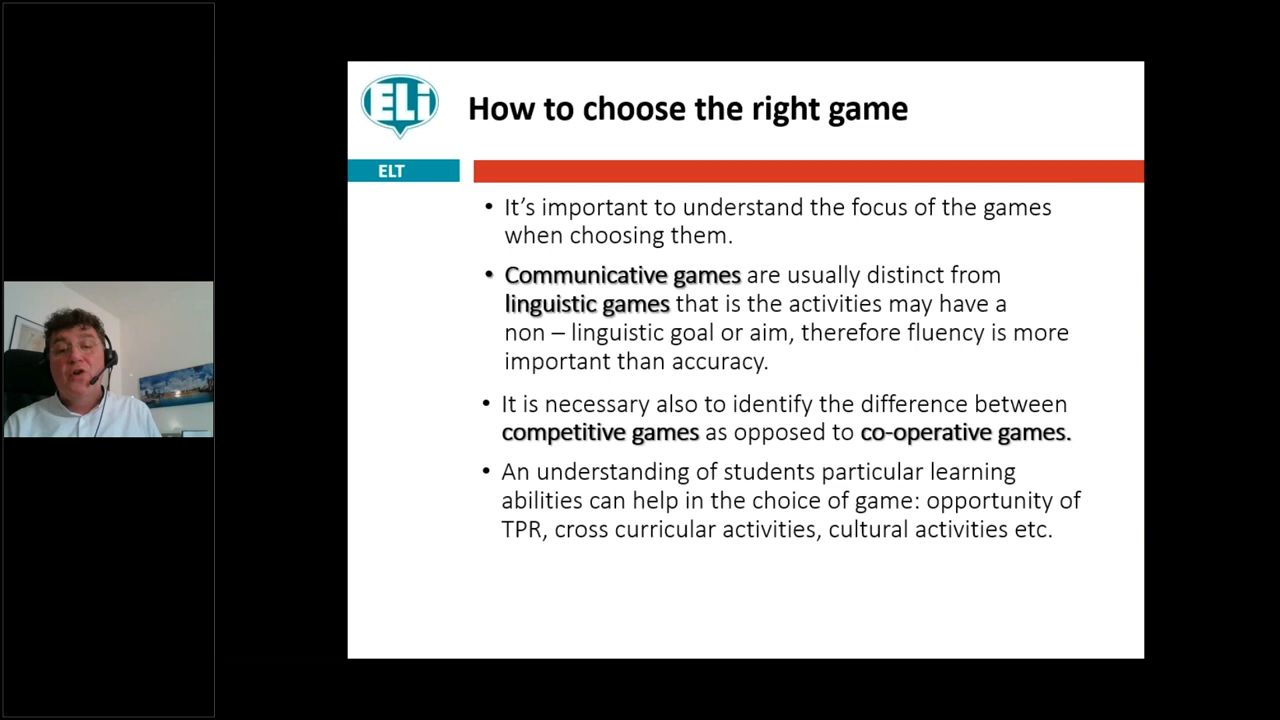 ELi
How to choose the right game
ELT
• It’s important to understand the focus of the games
when choosing them.
• Communicative games are usually distinct from
linguistic games that is the activities may have a
non – linguistic goal or aim, therefore fluency is more
important than accuracy.
• It is necessary also to identify the difference between
competitive games as opposed to co-operative games.
• An understanding of students particular learning
abilities can help in the choice of game: opportunity of
TPR, cross curricular activities, cultural activities etc.